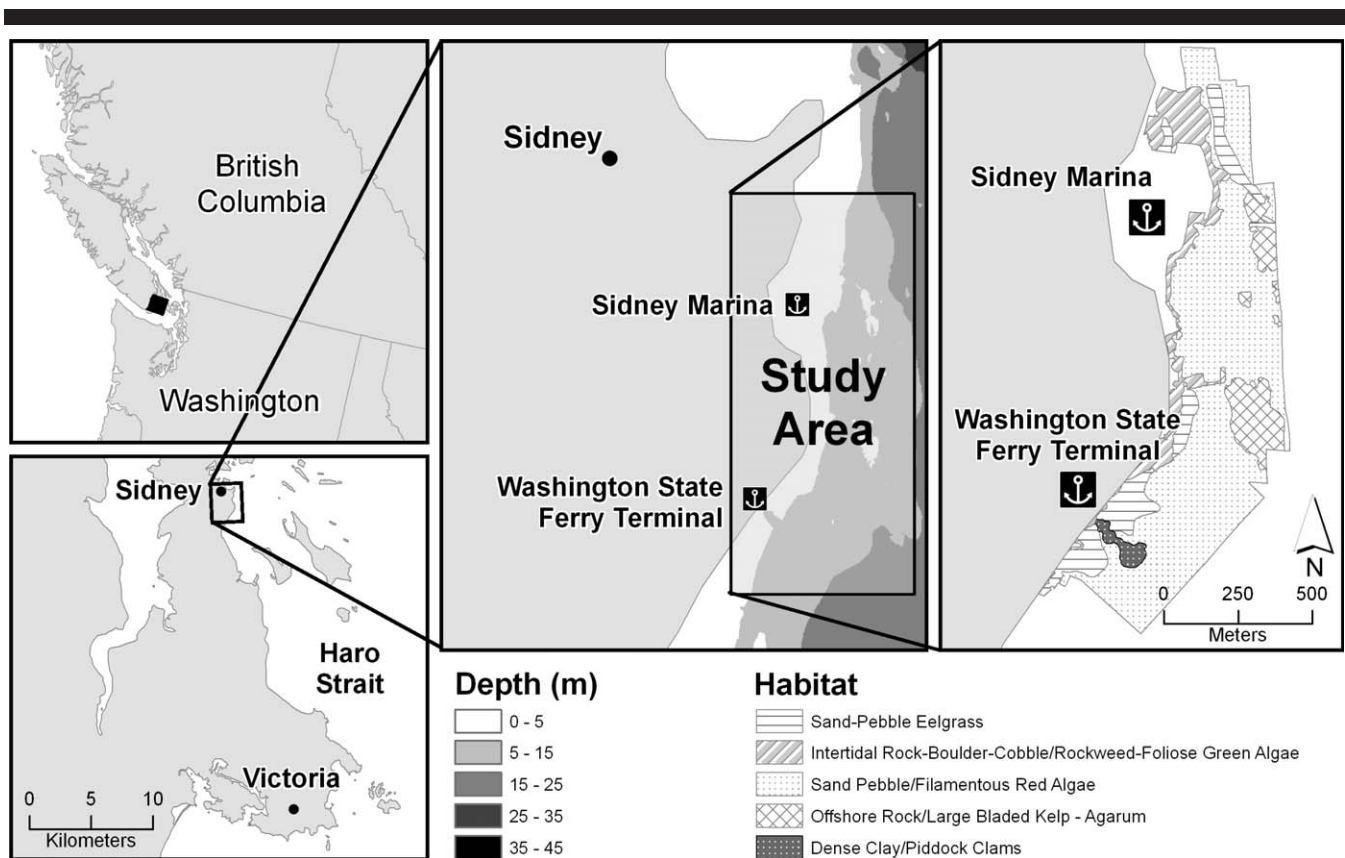 British
Columbia
Washington
Sidney
Haro
Strait
Victoria
0 5 10
Kilometers
Sidney
Sidney Marina
Study
Area
Washington State
Ferry Terminal
Sidney Marina
Washington State
Ferry Terminal
N
0 250 500
Meters
Depth (m)
0 - 5
5 - 15
15 - 25
25 - 35
35 - 45
Habitat
Sand-Pebble Eelgrass
Intertidal Rock-Boulder-Cobble/Rockweed-Foliose Green Algae
Sand Pebble/Filamentous Red Algae
Offshore Rock/Large Bladed Kelp - Agarum
Dense Clay/Piddock Clams